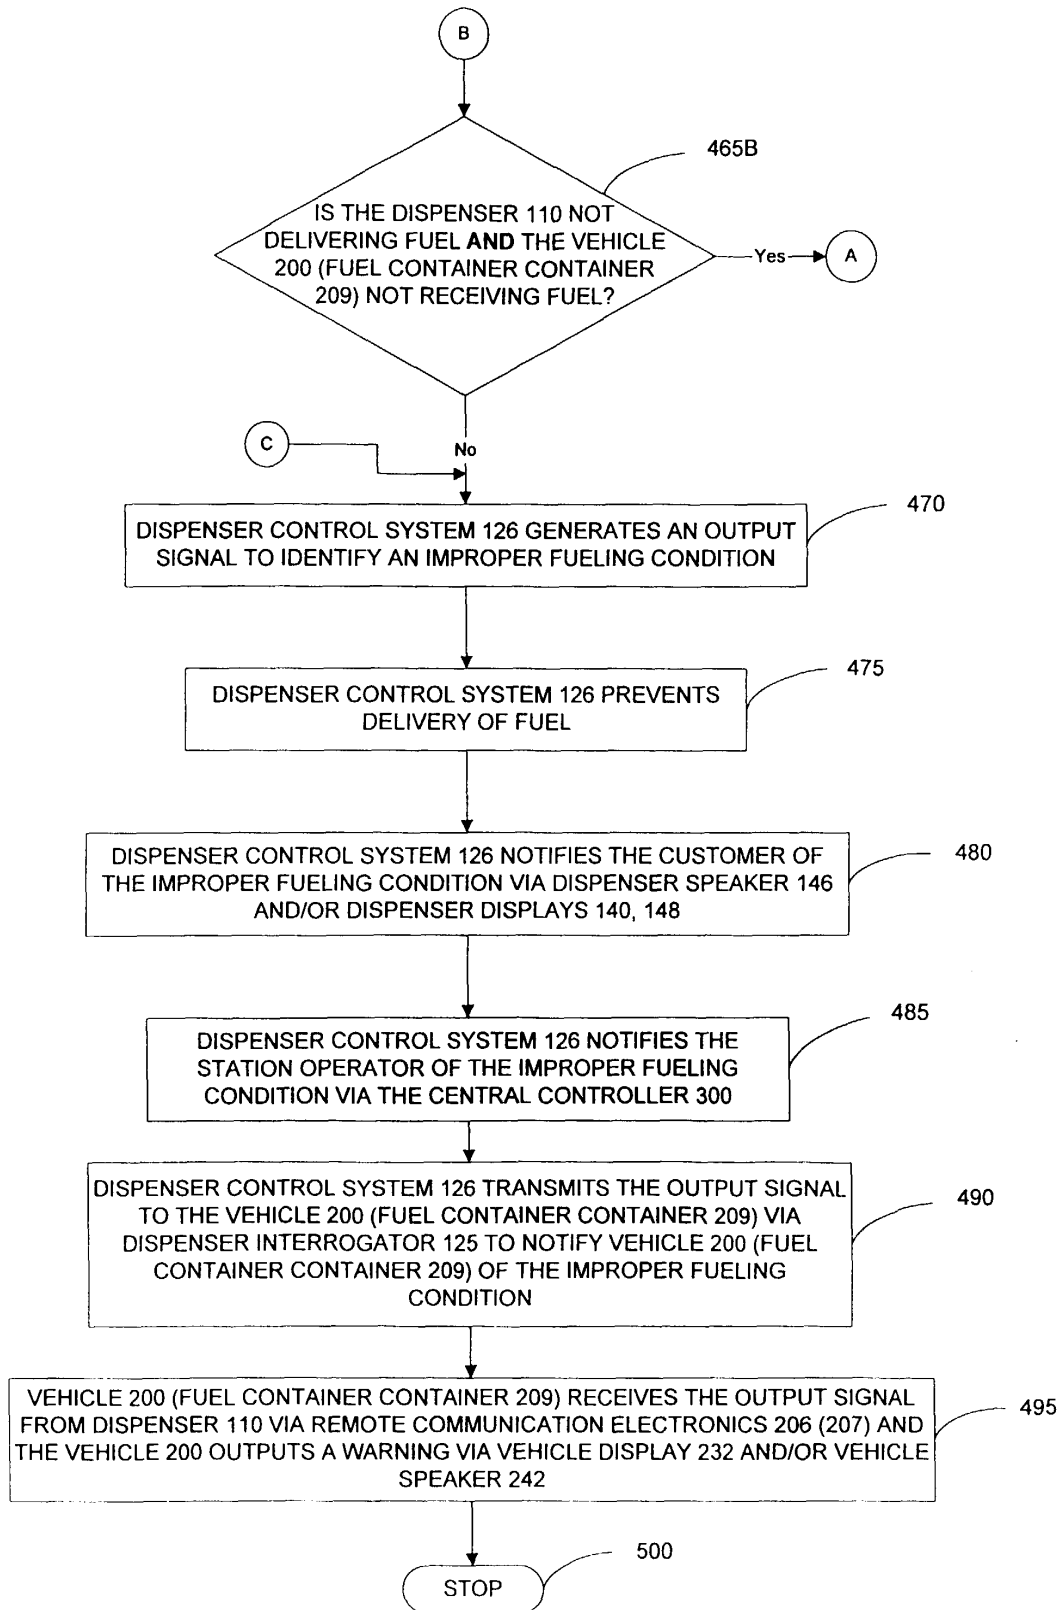 B
465B
IS THE DISPENSER 110 NOT
DELIVERING FUEL AND THE VEHICLE
200 (FUEL CONTAINER CONTAINER
209) NOT RECEIVING FUEL?
Yes
A
C
No
470
DISPENSER CONTROL SYSTEM 126 GENERATES AN OUTPUT
SIGNAL TO IDENTIFY AN IMPROPER FUELING CONDITION
475
DISPENSER CONTROL SYSTEM 126 PREVENTS
DELIVERY OF FUEL
480
DISPENSER CONTROL SYSTEM 126 NOTIFIES THE CUSTOMER OF
THE IMPROPER FUELING CONDITION VIA DISPENSER SPEAKER 146
AND/OR DISPENSER DISPLAYS 140, 148
485
DISPENSER CONTROL SYSTEM 126 NOTIFIES THE
STATION OPERATOR OF THE IMPROPER FUELING
CONDITION VIA THE CENTRAL CONTROLLER 300
490
DISPENSER CONTROL SYSTEM 126 TRANSMITS THE OUTPUT SIGNAL
TO THE VEHICLE 200 (FUEL CONTAINER CONTAINER 209) VIA
DISPENSER INTERROGATOR 125 TO NOTIFY VEHICLE 200 (FUEL
CONTAINER CONTAINER 209) OF THE IMPROPER FUELING
CONDITION
495
VEHICLE 200 (FUEL CONTAINER CONTAINER 209) RECEIVES THE OUTPUT SIGNAL
FROM DISPENSER 110 VIA REMOTE COMMUNICATION ELECTRONICS 206 (207) AND
THE VEHICLE 200 OUTPUTS A WARNING VIA VEHICLE DISPLAY 232 AND/OR VEHICLE
SPEAKER 242
500
STOP